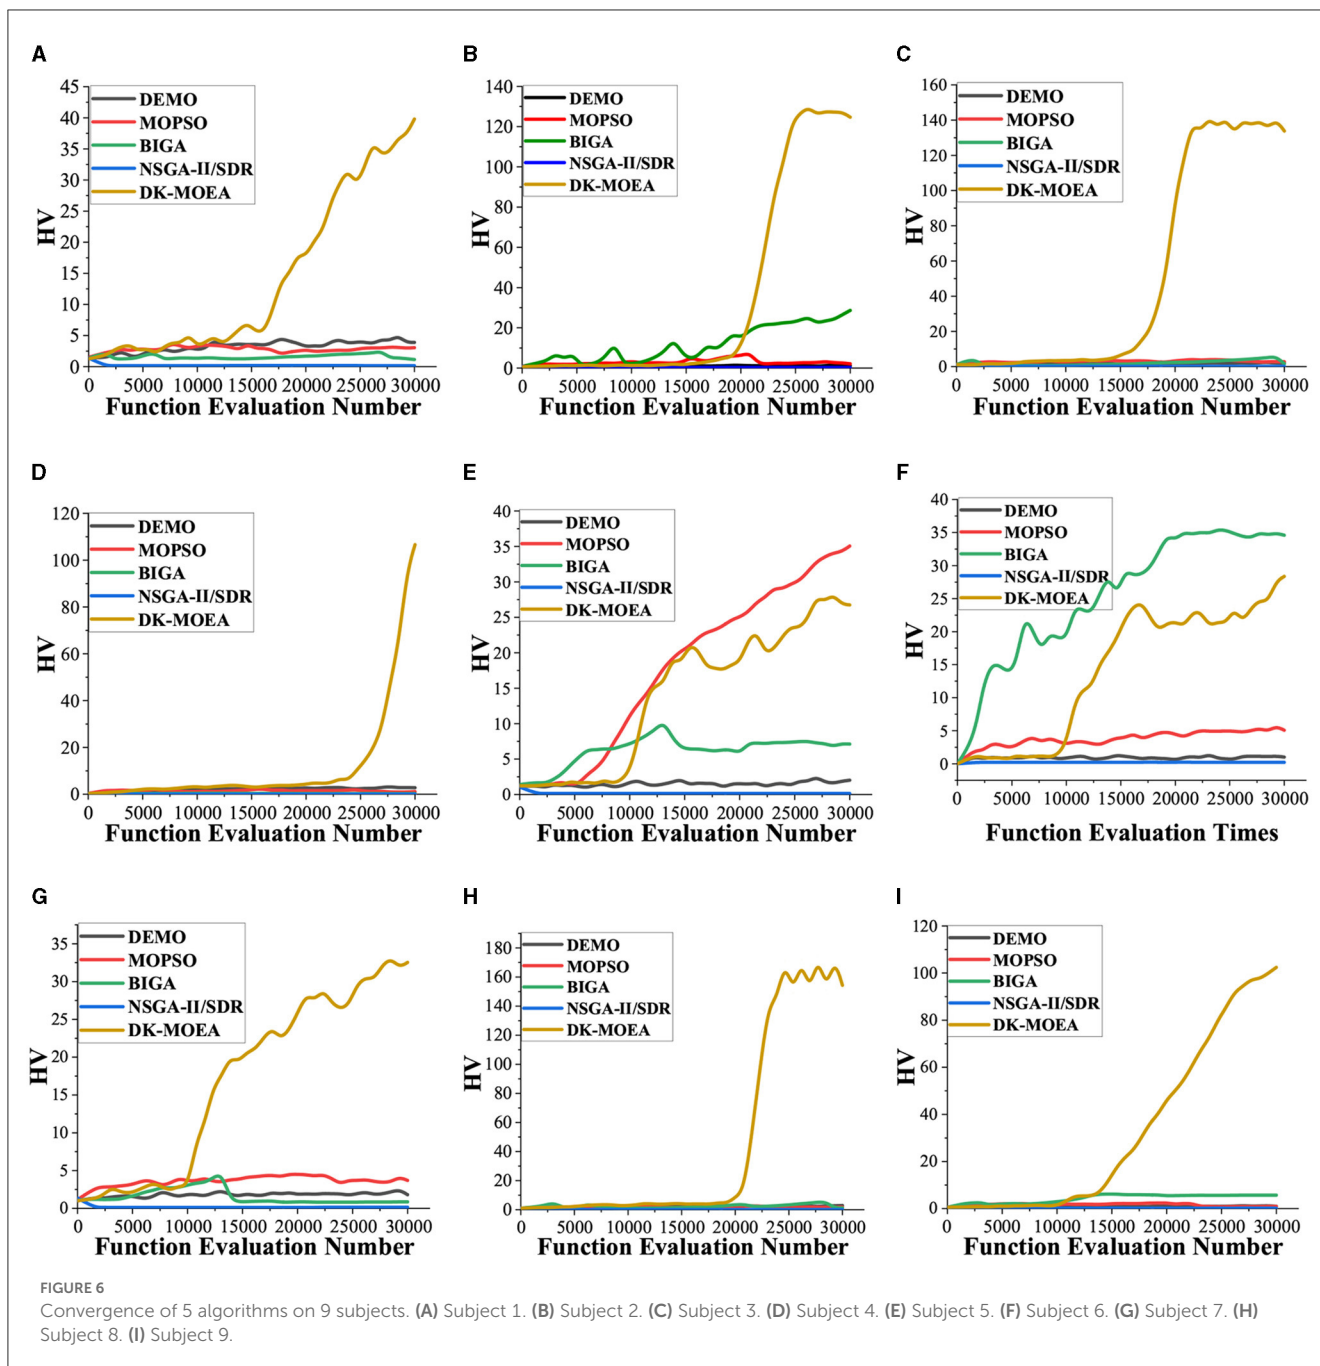 A
45
40
35
30
25
20
15
10
5
0
HV
DEMO
MOPSO
BIGA
NSGA-II/SDR
DK-MOEA
0 5000 10000 15000 20000 25000 30000
Function Evaluation Number
B
140
120
100
80
60
40
20
0
HV
DEMO
MOPSO
BIGA
NSGA-II/SDR
DK-MOEA
0 5000 10000 15000 20000 25000 30000
Function Evaluation Number
C
160
140
120
100
80
60
40
20
0
HV
DEMO
MOPSO
BIGA
NSGA-II/SDR
DK-MOEA
0 5000 10000 15000 20000 25000 30000
Function Evaluation Number
D
120
100
80
60
40
20
0
HV
DEMO
MOPSO
BIGA
NSGA-II/SDR
DK-MOEA
0 5000 10000 15000 20000 25000 30000
Function Evaluation Number
E
40
35
30
25
20
15
10
5
0
HV
DEMO
MOPSO
BIGA
NSGA-II/SDR
DK-MOEA
0 5000 10000 15000 20000 25000 30000
Function Evaluation Number
F
40
35
30
25
20
15
10
5
0
HV
DEMO
MOPSO
BIGA
NSGA-II/SDR
DK-MOEA
0 5000 10000 15000 20000 25000 30000
Function Evaluation Times
G
35
30
25
20
15
10
5
0
HV
DEMO
MOPSO
BIGA
NSGA-II/SDR
DK-MOEA
0 5000 10000 15000 20000 25000 30000
Function Evaluation Number
H
180
160
140
120
100
80
60
40
20
0
HV
DEMO
MOPSO
BIGA
NSGA-II/SDR
DK-MOEA
0 5000 10000 15000 20000 25000 30000
Function Evaluation Number
I
120
100
80
60
40
20
0
HV
DEMO
MOPSO
BIGA
NSGA-II/SDR
DK-MOEA
0 5000 10000 15000 20000 25000 30000
Function Evaluation Number
FIGURE 6
Convergence of 5 algorithms on 9 subjects. (A) Subject 1. (B) Subject 2. (C) Subject 3. (D) Subject 4. (E) Subject 5. (F) Subject 6. (G) Subject 7. (H)
Subject 8. (I) Subject 9.